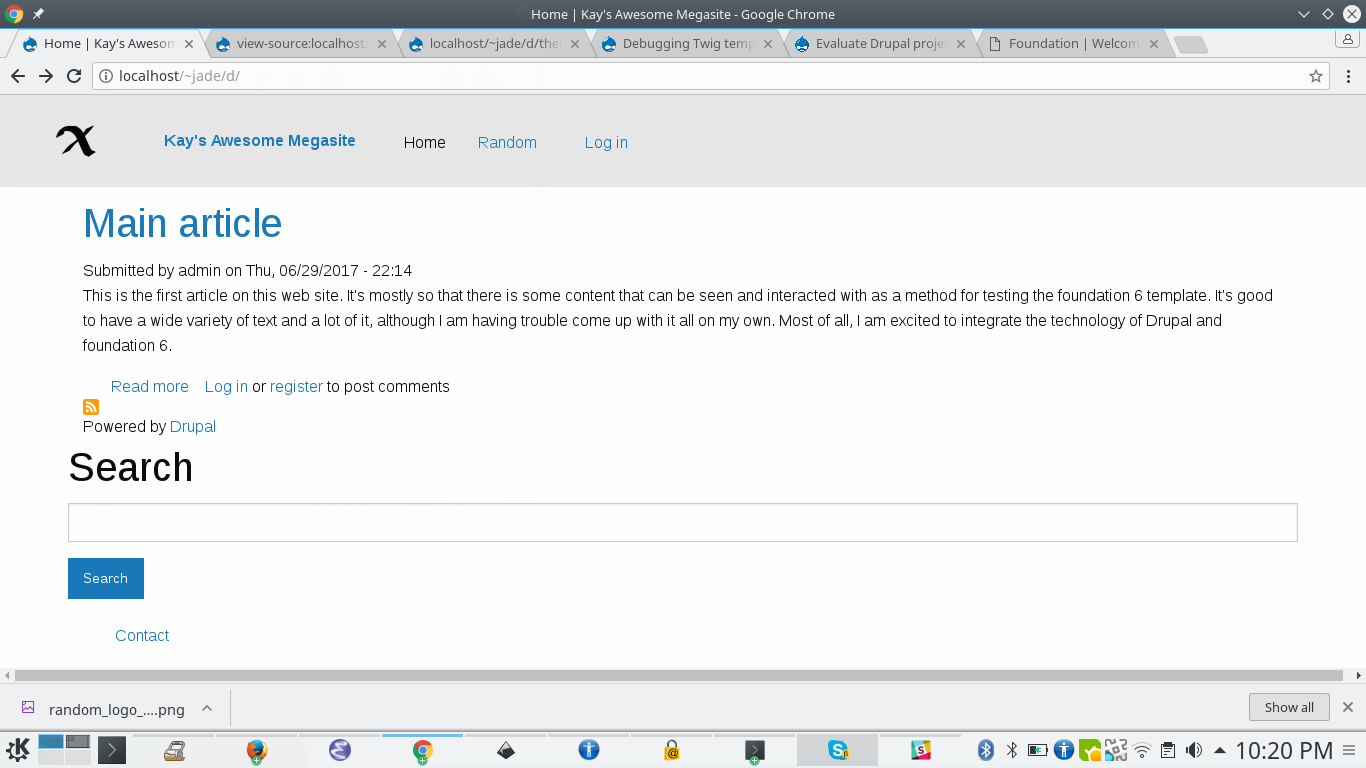 Home | Kay's Awesome Megasite - Google Chrome
Home | Kay's Awesom
view-source:localhost/
localhost/~jade/d/the
Debugging Twig temp
Evaluate Drupal proje
Foundation | Welcom
localhost/~jade/d/
Kay's Awesome Megasite
Home
Random
Log in
Main article
Submitted by admin on Thu, 06/29/2017 - 22:14
This is the first article on this web site. It's mostly so that there is some content that can be seen and interacted with as a method for testing the foundation 6 template. It's good
to have a wide variety of text and a lot of it, although I am having trouble come up with it all on my own. Most of all, I am excited to integrate the technology of Drupal and
foundation 6.
Read more Log in or register to post comments
Powered by Drupal
Search
Search
Contact
random_logo_....png
Show all
10:20 PM